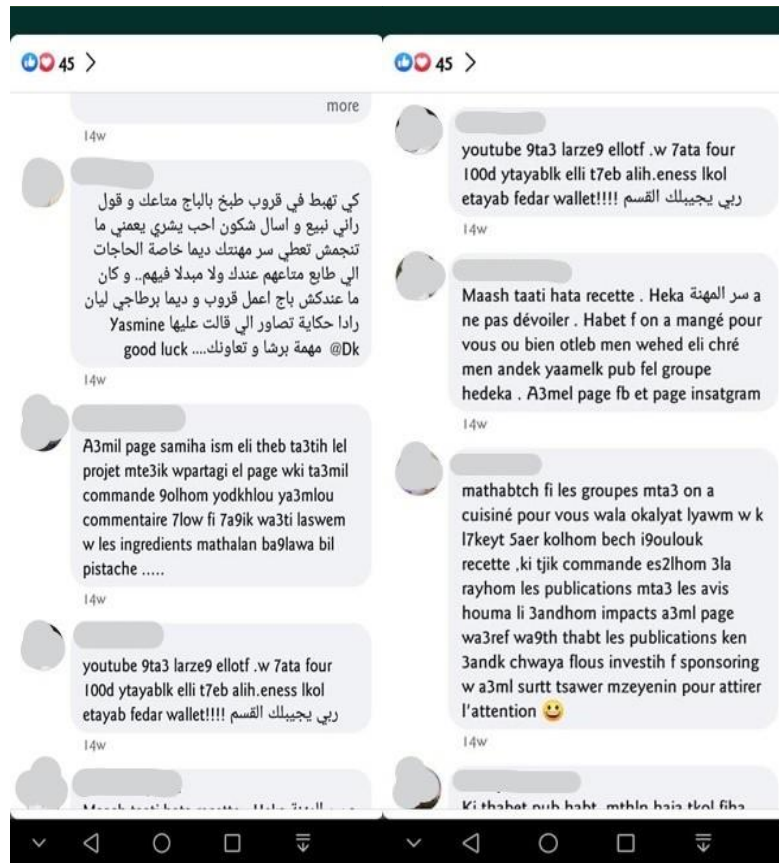 45
more
14w
كي تهبط في قروب طبخ بالباج متاعك و قول
راني نبيع و اسال شكون احب يشري يعمني ما
تنجمش تعطي سر مهنتك ديما خاصة الحاجات
الي طابع متاعهم عندك ولا مبدلا فيهم.. و كان
ما عندكش باج اعمل قروب و ديما برطاجي ليان
رادا حكاية تصاور الي قالت عليها Yasmine
Dk@ مهمة برشا و تعاونك.... good luck
14w
A3mil page samiha ism eli theb ta3tih lel
projet mte3ik wpartagi el page wki ta3mil
commande 9olhom yodkhlou ya3mlou
commentaire 7low fi 7a9ik wa3ti laswem
w les ingredients mathalan ba9lawa bil
pistache .....
14w
youtube 9ta3 larze9 ellotf .w 7ata four
100d ytayablk elli t7eb alih.eness lkol
etayab fedar wallet!!!! ربي يجيبلك القسم
14w
45
youtube 9ta3 larze9 ellotf .w 7ata four
100d ytayablk elli t7eb alih.eness lkol
etayab fedar wallet!!!! ربي يجيبلك القسم
14w
Maash taati hata recette . Heka سر المهنة a
ne pas dévoiler . Habet f on a mangé pour
vous ou bien otleb men wehed eli chré
men andek yaamelk pub fel groupe
hedeka . A3mel page fb et page insatgram
14w
mathabtch fi les groupes mta3 on a
cuisiné pour vous wala okalyat lyawm w k
l7keyt 5aer kolhom bech i9oulouk
recette ,ki tjik commande es2lhom 3la
rayhom les publications mta3 les avis
houma li 3andhom impacts a3ml page
wa3ref wa9th thabt les publications ken
3andk chwaya flous investih f sponsoring
w a3ml surtt tsawer mzeyenin pour attirer
l'attention 😀
14w
Ki thabet pub habt mthln haja tkol fiha